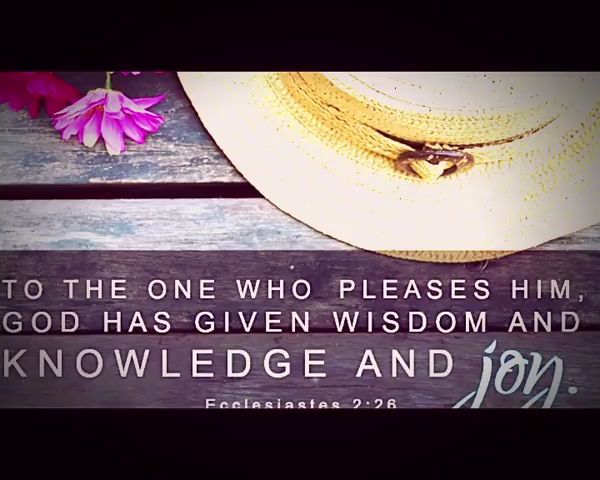 TO THE ONE WHO PLEASES HIM,
GOD HAS GIVEN WISDOM AND
KNOWLEDGE AND joy.
Ecclesiastes 2:26